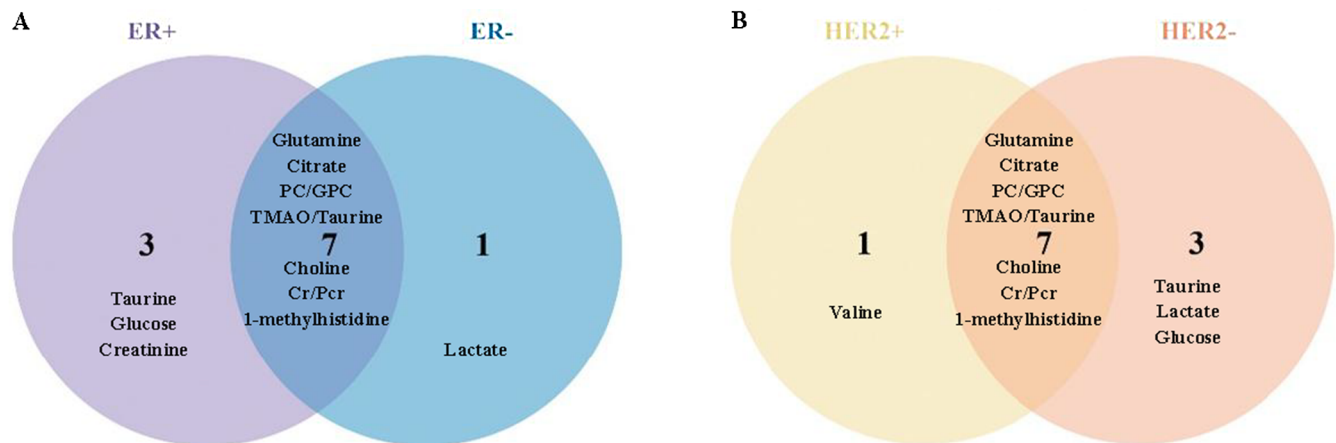 A
ER+
ER-
Glutamine
Citrate
PC/GPC
TMAO/Taurine
3
7
1
Choline
Cr/Pcr
1-methylhistidine
Taurine
Glucose
Creatinine
Lactate
B
HER2+
HER2-
Glutamine
Citrate
PC/GPC
TMAO/Taurine
1
7
3
Choline
Cr/Pcr
1-methylhistidine
Valine
Taurine
Lactate
Glucose